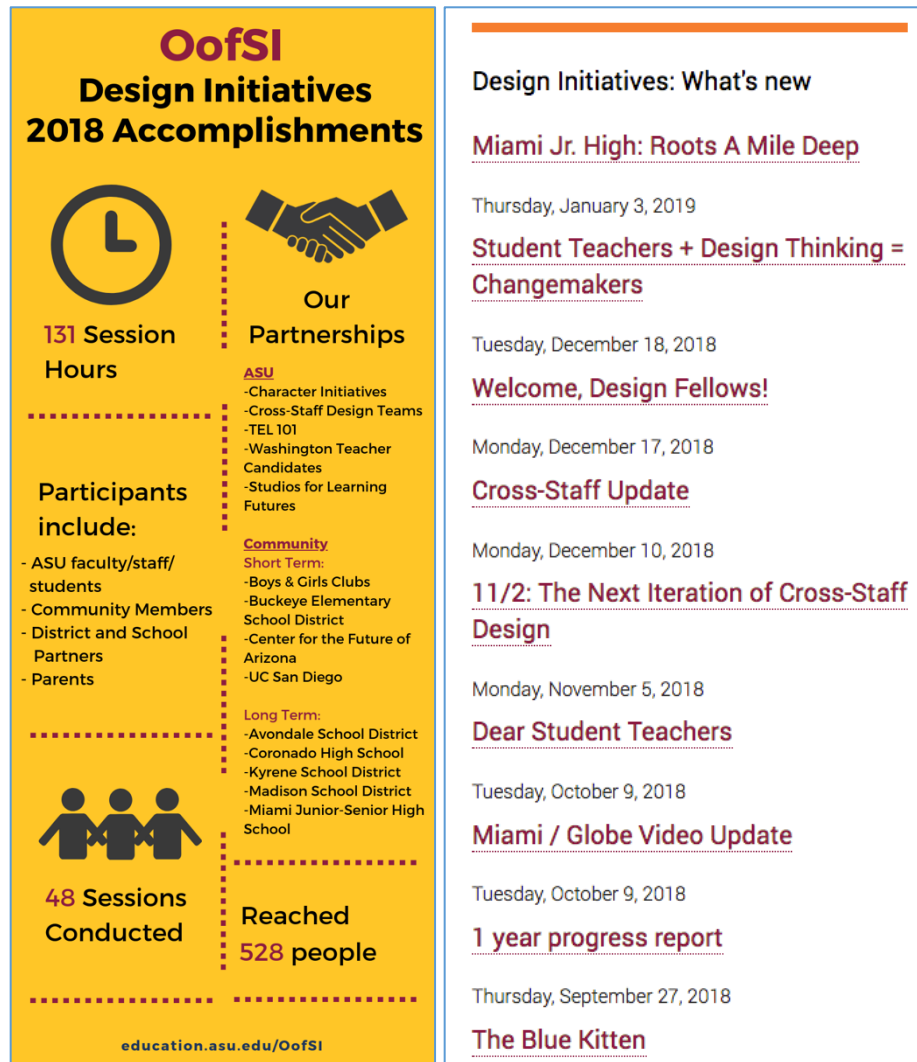 OofSI
Design Initiatives
2018 Accomplishments
131 Session
Hours
Participants
include:
- ASU faculty/staff/
students
- Community Members
- District and School
Partners
- Parents
48 Sessions
Conducted
Our
Partnerships
ASU
-Character Initiatives
-Cross-Staff Design Teams
-TEL 101
-Washington Teacher
Candidates
-Studios for Learning
Futures
Community
Short Term:
-Boys & Girls Clubs
-Buckeye Elementary
School District
-Center for the Future of
Arizona
-UC San Diego
Long Term:
-Avondale School District
-Coronado High School
-Kyrene School District
-Madison School District
-Miami Junior-Senior High
School
Reached
528 people
education.asu.edu/OofSI
Design Initiatives: What's new
Miami Jr. High: Roots A Mile Deep
Thursday, January 3, 2019
Student Teachers + Design Thinking =
Changemakers
Tuesday, December 18, 2018
Welcome, Design Fellows!
Monday, December 17, 2018
Cross-Staff Update
Monday, December 10, 2018
11/2: The Next Iteration of Cross-Staff
Design
Monday, November 5, 2018
Dear Student Teachers
Tuesday, October 9, 2018
Miami / Globe Video Update
Tuesday, October 9, 2018
1 year progress report
Thursday, September 27, 2018
The Blue Kitten